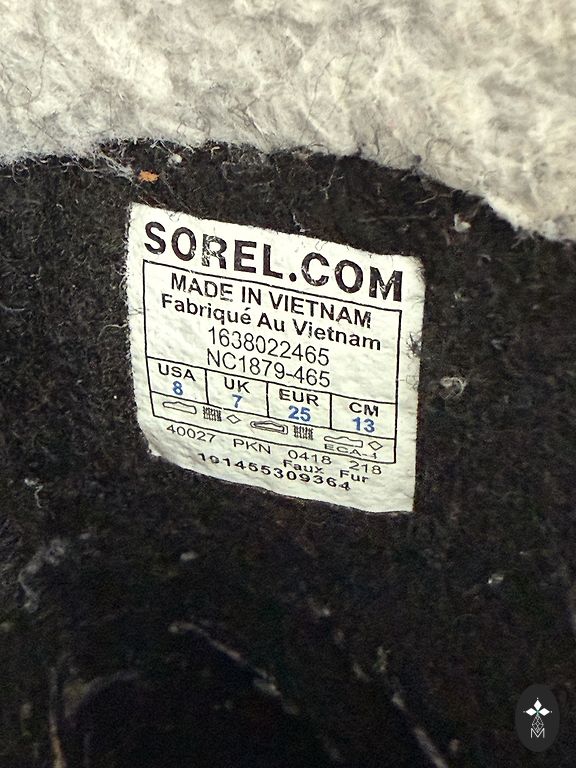 SOREL.COM
MADE IN VIETNAM
Fabriqué Au Vietnam
1638022465
NC1879-465
USA UK EUR CM
8 7 25 13
ECA-1
40027 PKN 0418 218
Faux Fur
191455309364
M